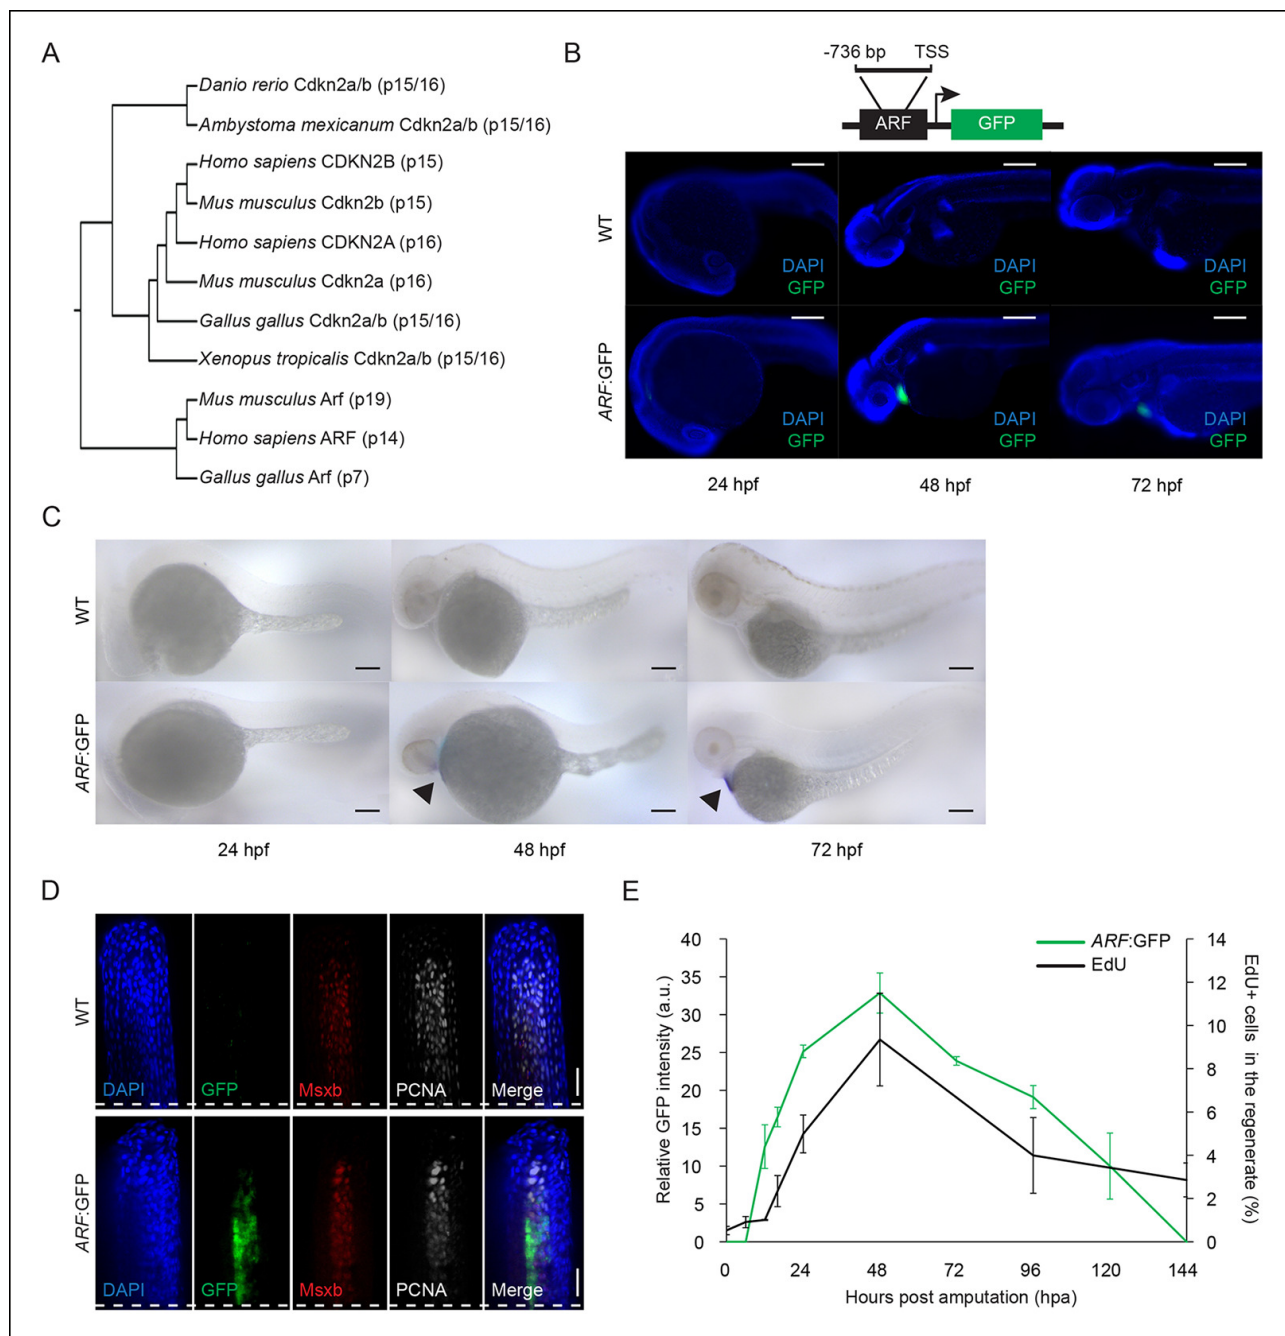 A
Danio rerio Cdkn2a/b (p15/16)
Ambystoma mexicanum Cdkn2a/b (p15/16)
Homo sapiens CDKN2B (p15)
Mus musculus Cdkn2b (p15)
Homo sapiens CDKN2A (p16)
Mus musculus Cdkn2a (p16)
Gallus gallus Cdkn2a/b (p15/16)
Xenopus tropicalis Cdkn2a/b (p15/16)
Mus musculus Arf (p19)
Homo sapiens ARF (p14)
Gallus gallus Arf (p7)
B
-736 bp TSS
ARF GFP
WT
DAPI DAPI DAPI
GFP GFP GFP
ARF:GFP
DAPI DAPI DAPI
GFP GFP GFP
24 hpf 48 hpf 72 hpf
C
WT
ARF:GFP
24 hpf 48 hpf 72 hpf
D
WT
DAPI GFP Msxb PCNA Merge
ARF:GFP
DAPI GFP Msxb PCNA Merge
E
ARF:GFP
EdU
Relative GFP intensity (a.u.)
40
35
30
25
20
15
10
5
0
14
12
10
8
6
4
2
0
EdU+ cells in the regenerate (%)
0 24 48 72 96 120 144
Hours post amputation (hpa)